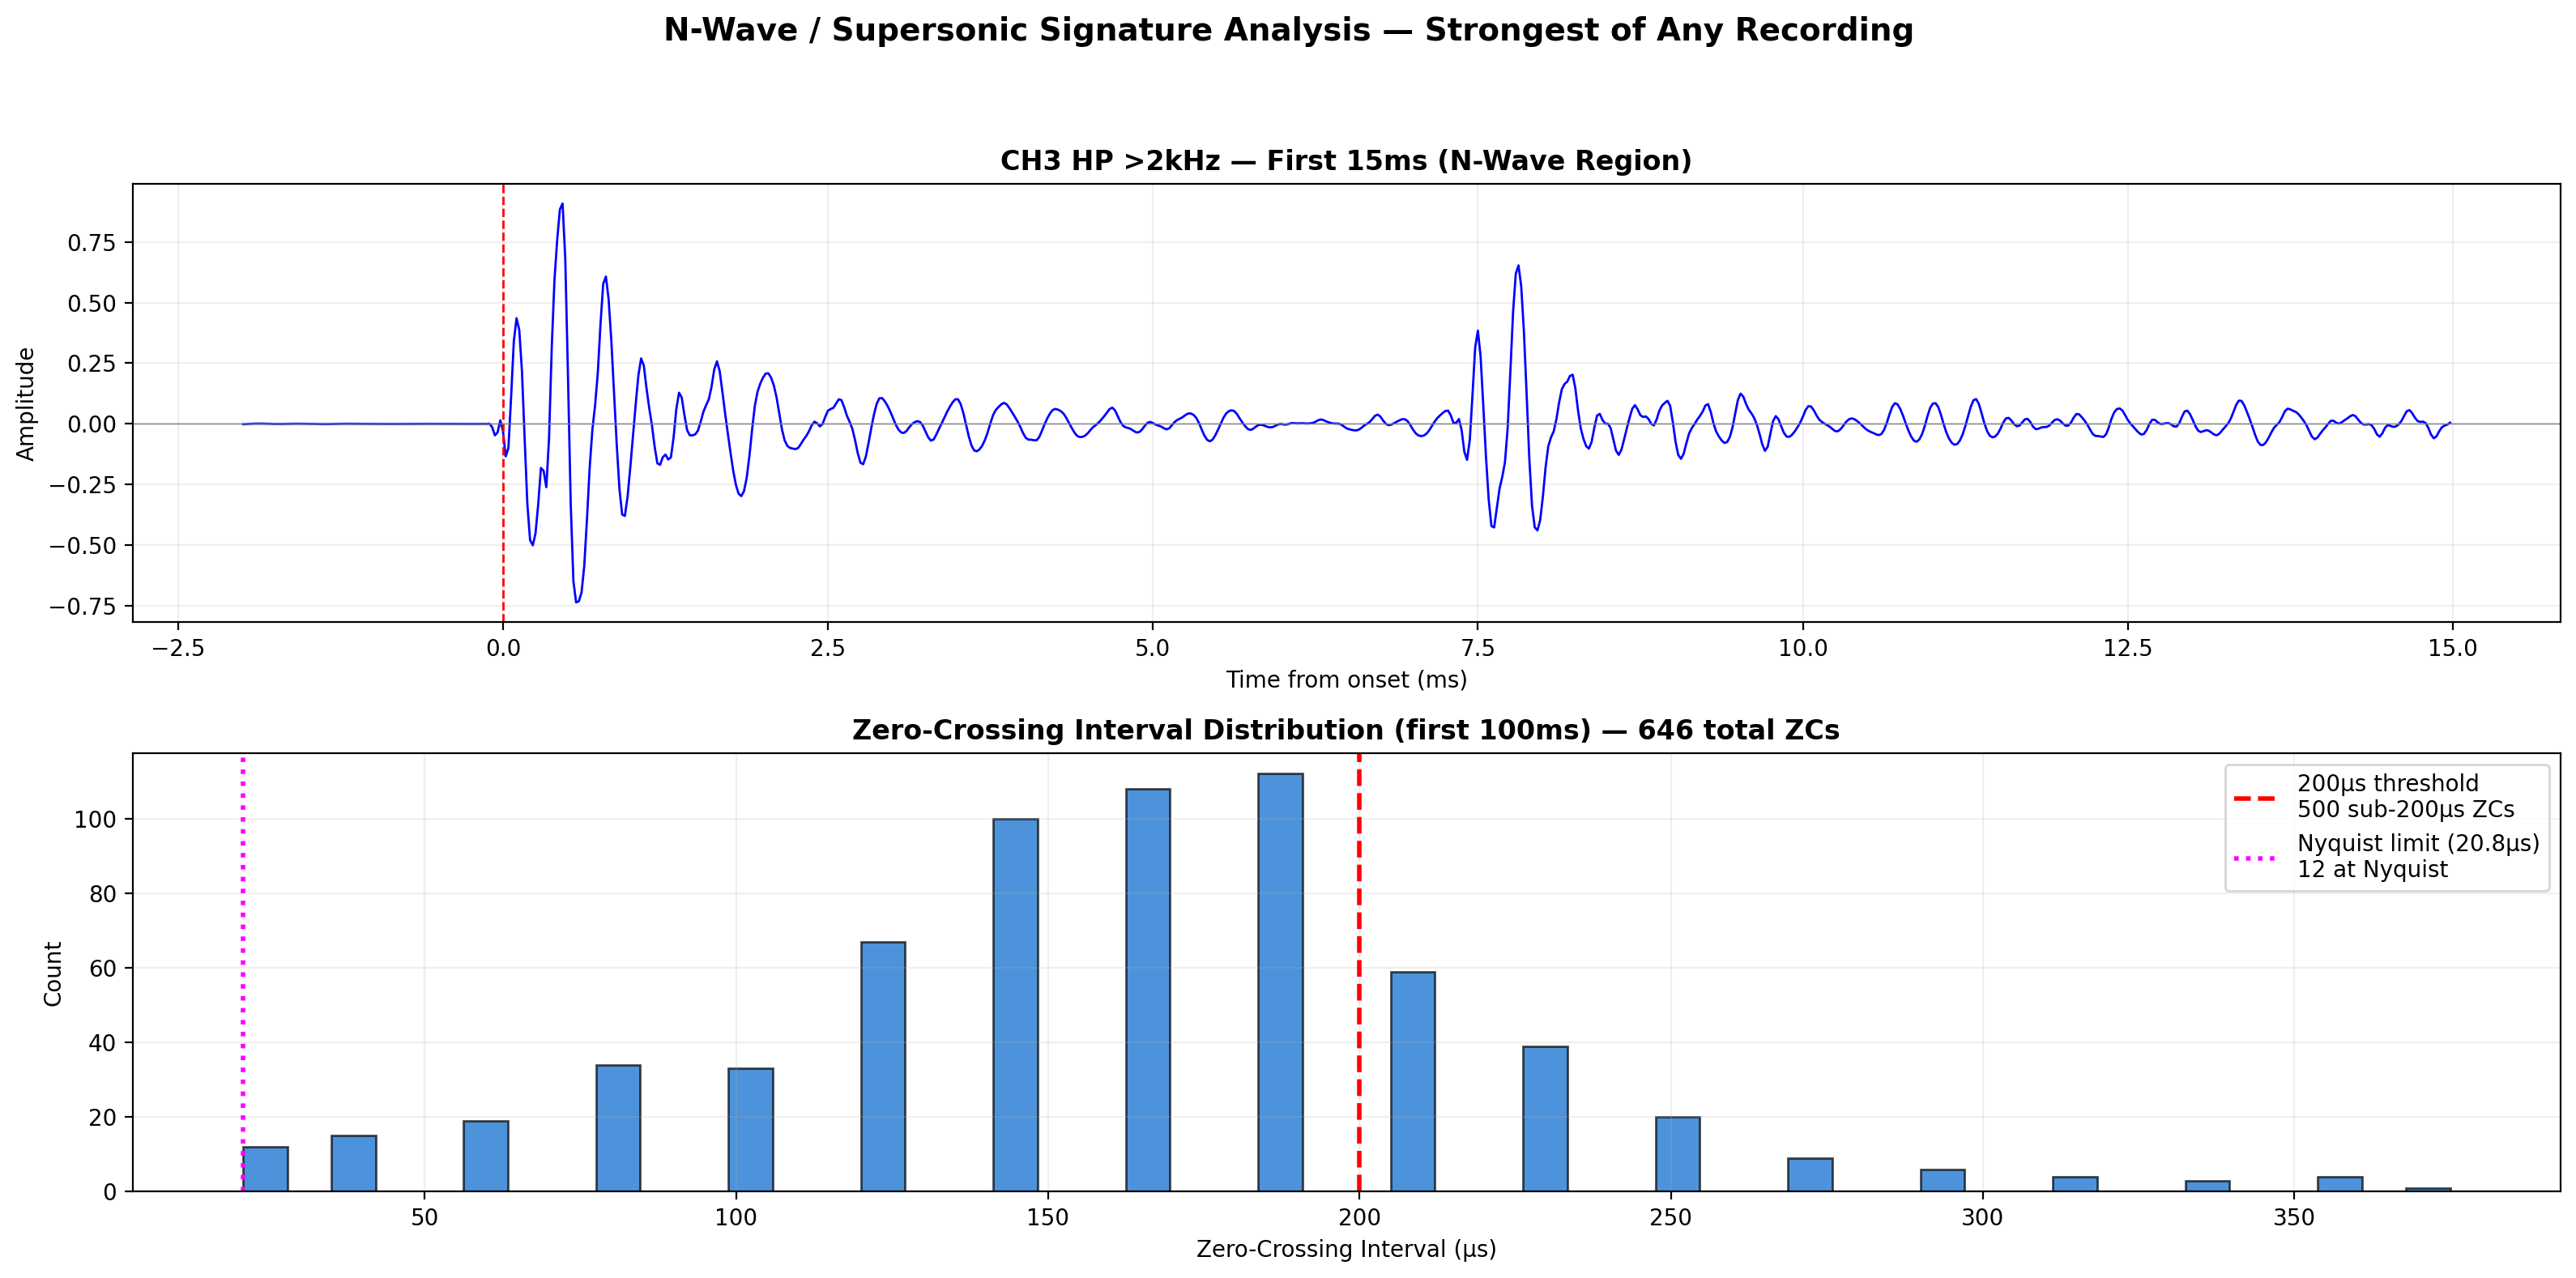 N-Wave / Supersonic Signature Analysis — Strongest of Any Recording
CH3 HP >2kHz — First 15ms (N-Wave Region)
Amplitude
0.75
0.50
0.25
0.00
−0.25
−0.50
−0.75
−2.5 0.0 2.5 5.0 7.5 10.0 12.5 15.0
Time from onset (ms)
Zero-Crossing Interval Distribution (first 100ms) — 646 total ZCs
200µs threshold
500 sub-200µs ZCs
Nyquist limit (20.8µs)
12 at Nyquist
Count
100
80
60
40
20
0
50 100 150 200 250 300 350
Zero-Crossing Interval (µs)